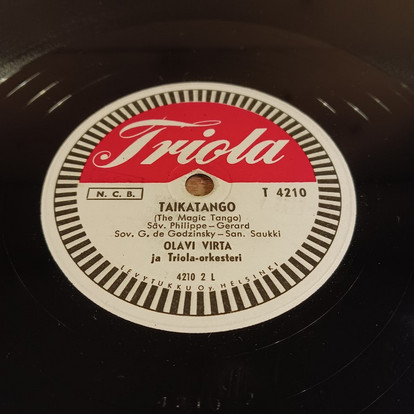 Triola
N. C. B.
T 4210
TAIKATANGO
(The Magic Tango)
Säv. Philippe-Gerard
Sov. G. de Godzinsky-San. Saukki
OLAVI VIRTA
ja Triola-orkesteri
4210 2 L
LEVYTUKKU Oy, HELSINKI